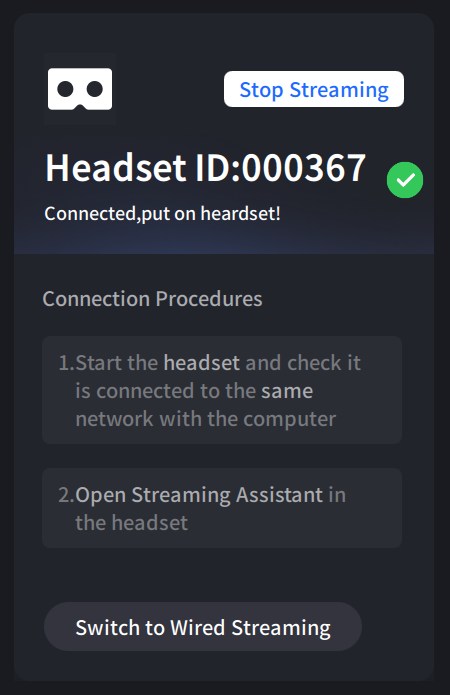 Stop Streaming
Headset ID:000367
Connected,put on heardset!
Connection Procedures
1.Start the headset and check it
is connected to the same
network with the computer
2.Open Streaming Assistant in
the headset
Switch to Wired Streaming